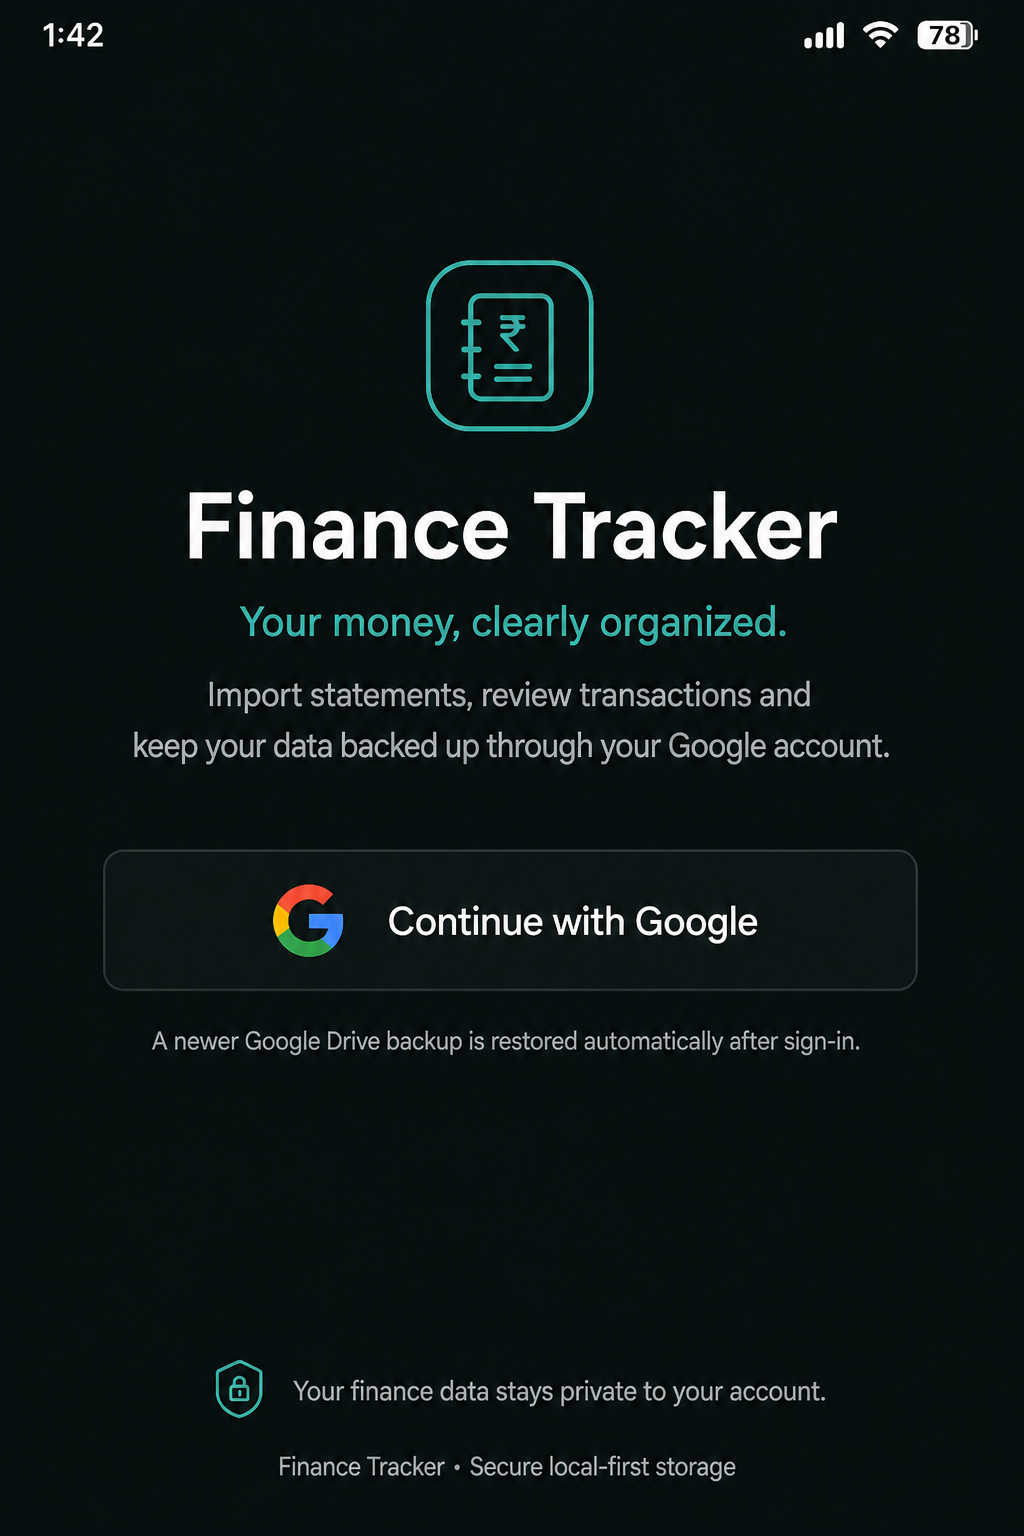 1:42
78
₹
Finance Tracker
Your money, clearly organized.
Import statements, review transactions and
keep your data backed up through your Google account.
Continue with Google
A newer Google Drive backup is restored automatically after sign-in.
Your finance data stays private to your account.
Finance Tracker • Secure local-first storage